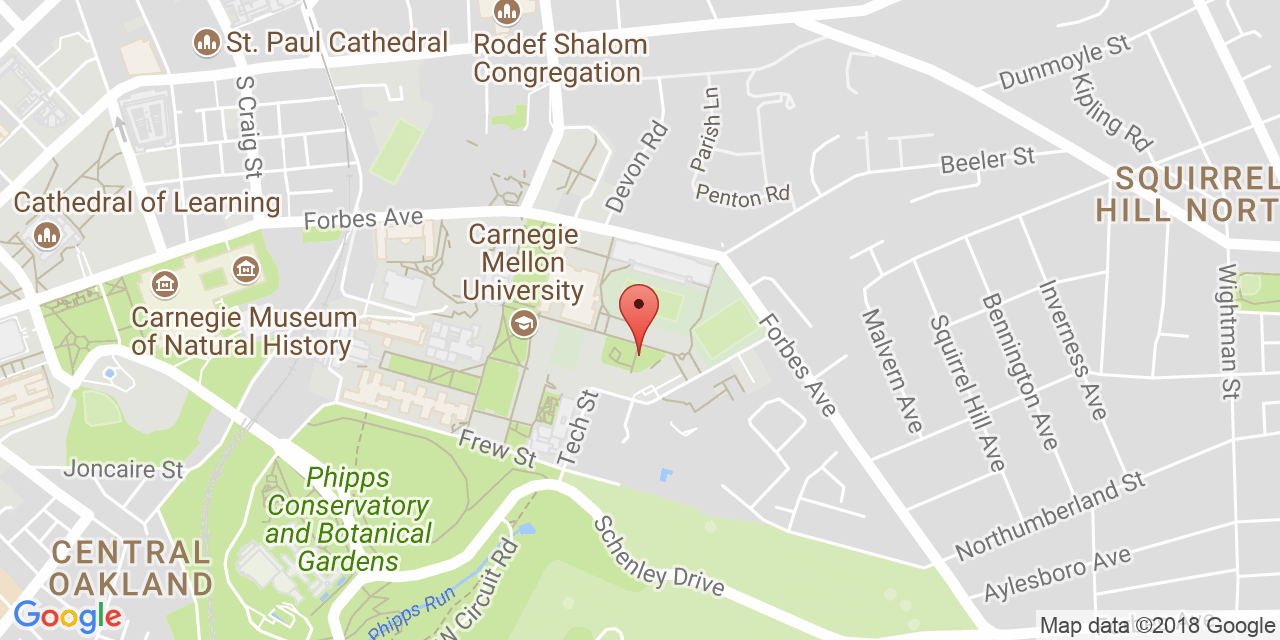 St. Paul Cathedral
Rodef Shalom
Congregation
Dunmoyle St
Kipling Rd
S Craig St
Parish Ln
Devon Rd
Beeler St
Penton Rd
SQUIRREL
HILL NORT
Cathedral of Learning
Forbes Ave
Carnegie
Mellon
University
Carnegie Museum
of Natural History
Wightman St
Inverness Ave
Bennington Ave
Squirrel Hill Ave
Malvern Ave
Forbes Ave
Tech St
Frew St
Joncaire St
Phipps
Conservatory
and Botanical
Gardens
Northumberland St
Schenley Drive
CENTRAL
OAKLAND
Aylesboro Ave
W Circuit Rd
Phipps Run
Google
Map data ©2018 Google